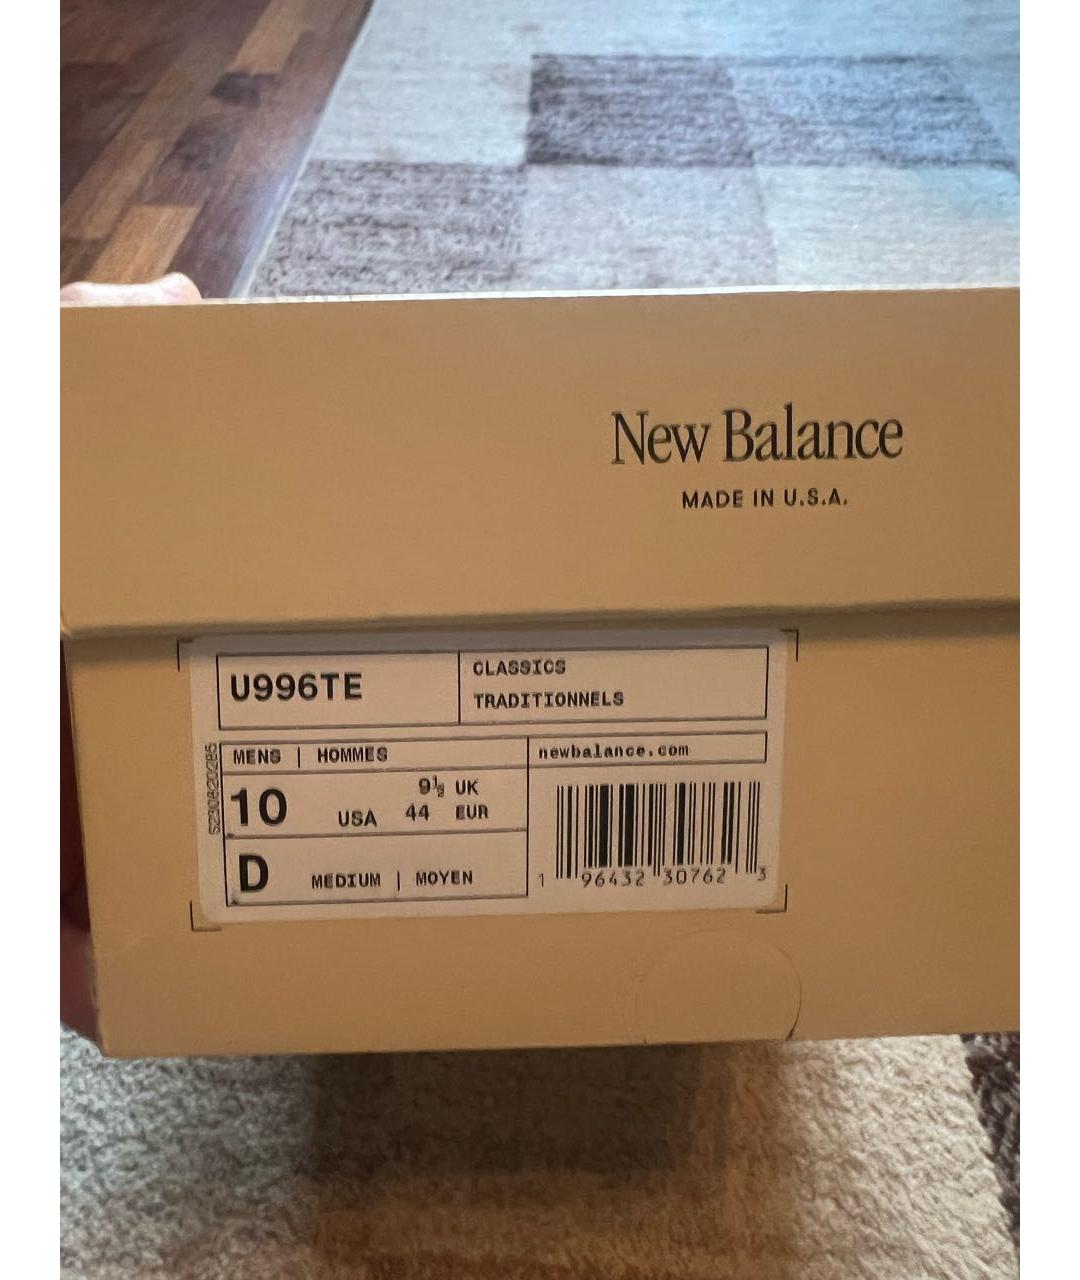 New Balance
MADE IN U.S.A.
U996TE
CLASSICS
TRADITIONNELS
MENS | HOMMES
newbalance.com
9½ UK
10 USA 44 EUR
D MEDIUM | MOYEN
1 96432 30762 3